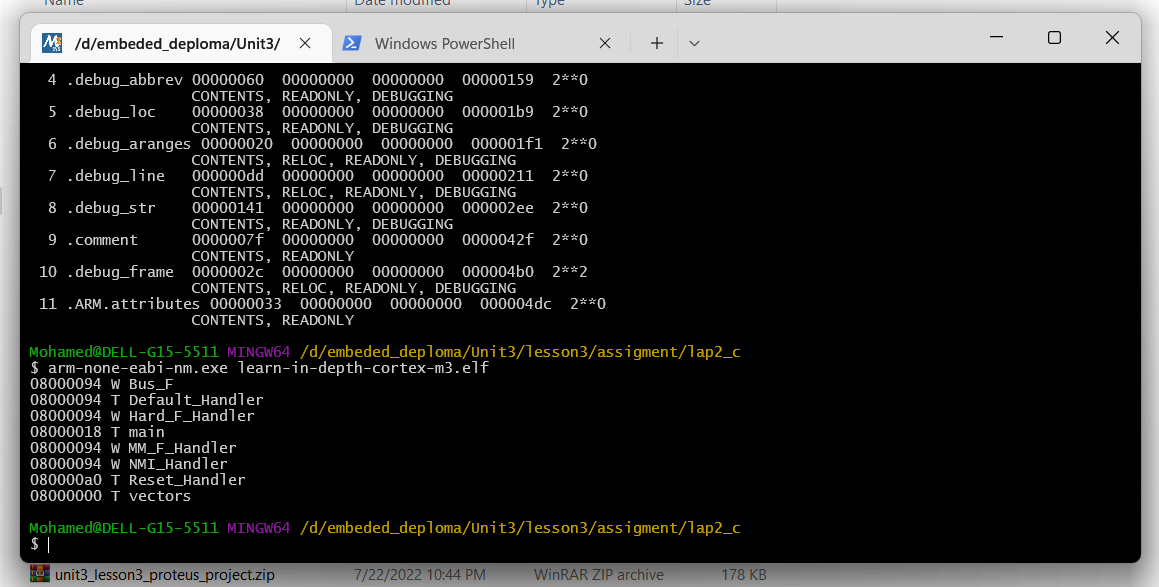 Name Date modified Type Size
/d/embeded_deploma/Unit3/ Windows PowerShell
4 .debug_abbrev 00000060 00000000 00000000 00000159 2**0
CONTENTS, READONLY, DEBUGGING
5 .debug_loc 00000038 00000000 00000000 000001b9 2**0
CONTENTS, READONLY, DEBUGGING
6 .debug_aranges 00000020 00000000 00000000 000001f1 2**0
CONTENTS, RELOC, READONLY, DEBUGGING
7 .debug_line 000000dd 00000000 00000000 00000211 2**0
CONTENTS, RELOC, READONLY, DEBUGGING
8 .debug_str 00000141 00000000 00000000 000002ee 2**0
CONTENTS, READONLY, DEBUGGING
9 .comment 0000007f 00000000 00000000 0000042f 2**0
CONTENTS, READONLY
10 .debug_frame 0000002c 00000000 00000000 000004b0 2**2
CONTENTS, RELOC, READONLY, DEBUGGING
11 .ARM.attributes 00000033 00000000 00000000 000004dc 2**0
CONTENTS, READONLY
Mohamed@DELL-G15-5511 MINGW64 /d/embeded_deploma/Unit3/lesson3/assigment/lap2_c
$ arm-none-eabi-nm.exe learn-in-depth-cortex-m3.elf
08000094 W Bus_F
08000094 T Default_Handler
08000094 W Hard_F_Handler
08000018 T main
08000094 W MM_F_Handler
08000094 W NMI_Handler
080000a0 T Reset_Handler
08000000 T vectors
Mohamed@DELL-G15-5511 MINGW64 /d/embeded_deploma/Unit3/lesson3/assigment/lap2_c
$
unit3_lesson3_proteus_project.zip 7/22/2022 10:44 PM WinRAR ZIP archive 178 KB